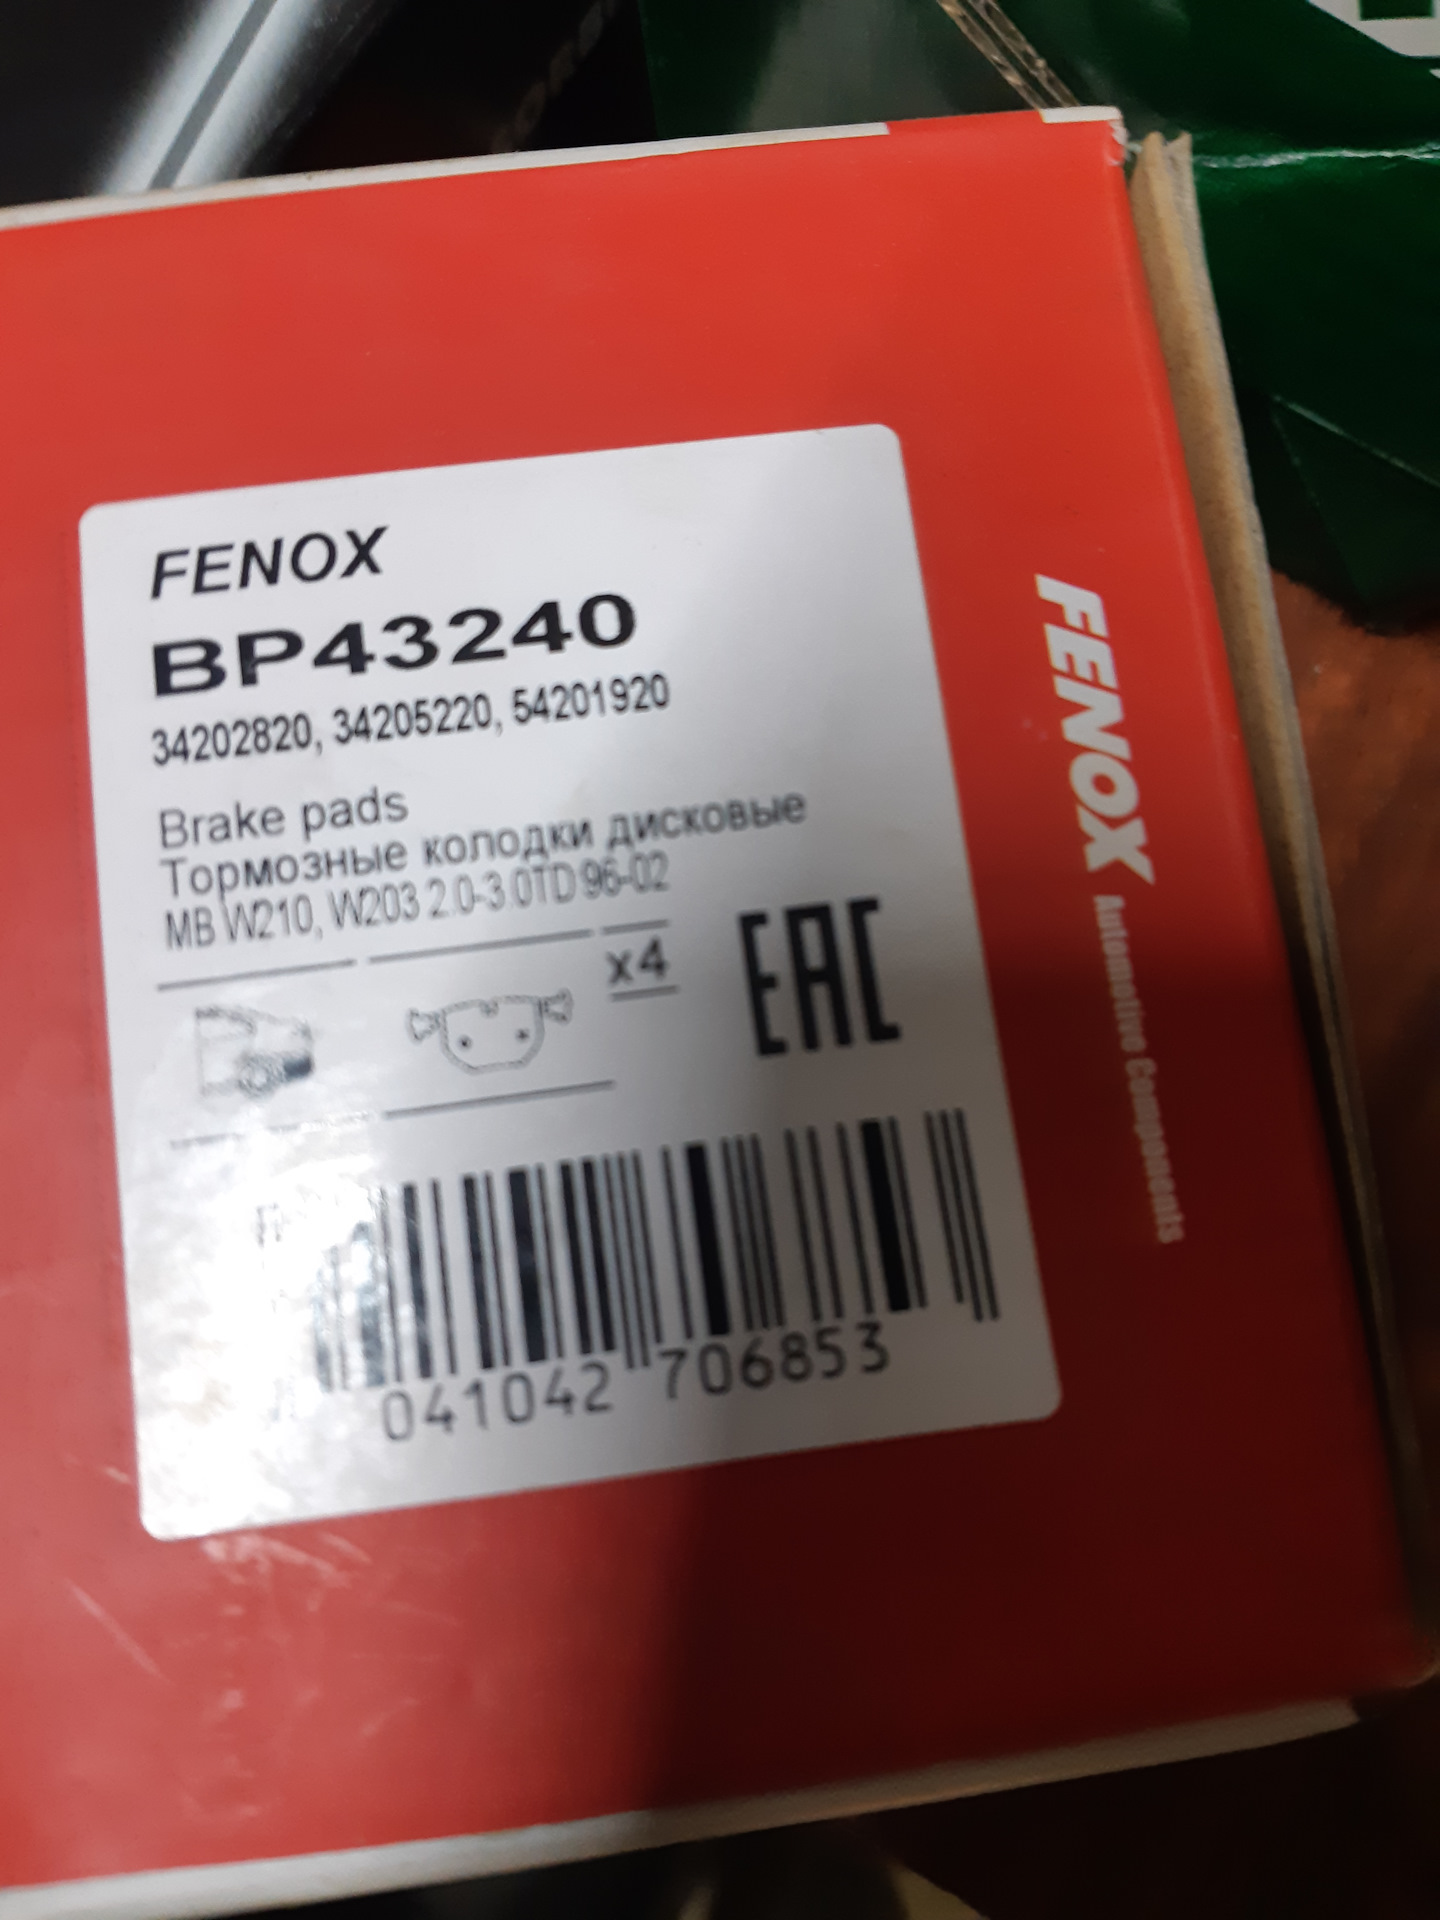 FENOX
BP43240
34202820, 34205220, 54201920
Brake pads
Тормозные колодки дисковые
MB W210, W203 2.0-3.0TD 96-02
x4
EAC
041042 706853
FENOX Automotive Components